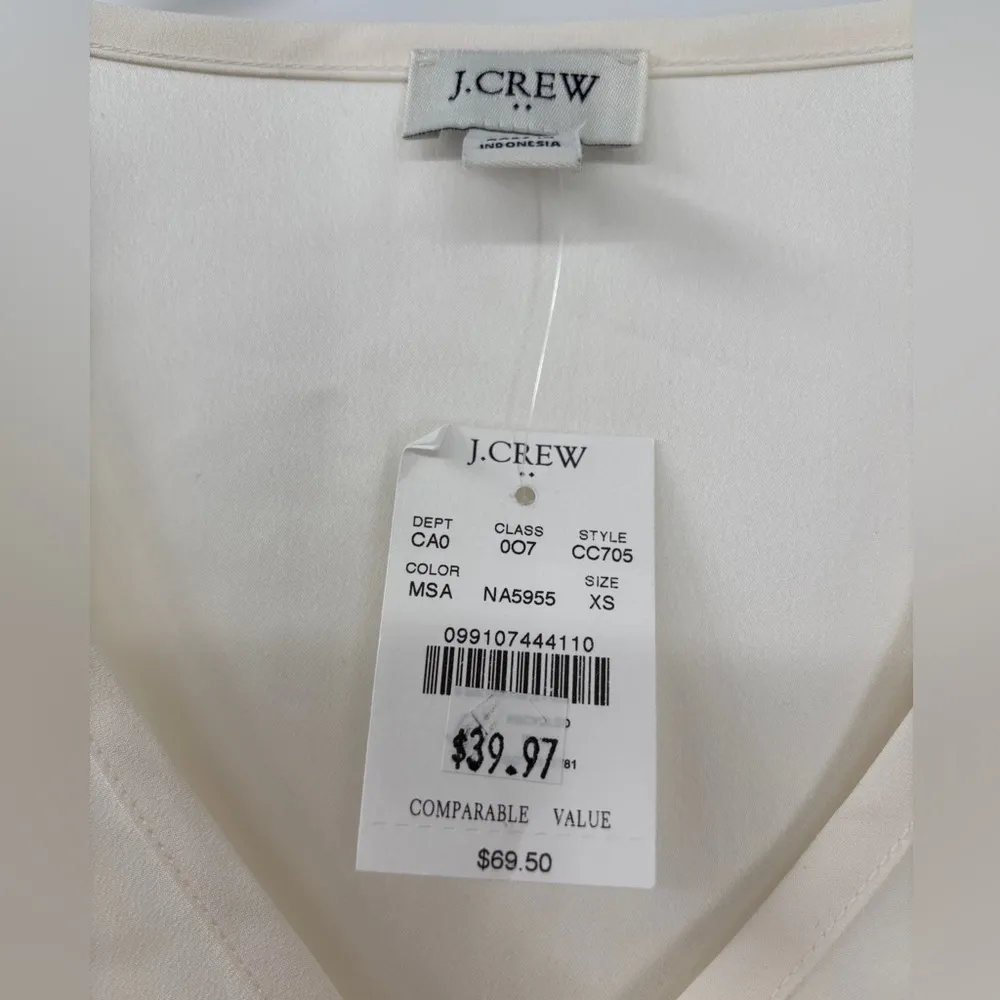 J.CREW
INDONESIA
J.CREW
DEPT CLASS STYLE
CA0 0O7 CC705
COLOR SIZE
MSA NA5955 XS
099107444110
$39.97
81
COMPARABLE VALUE
$69.50